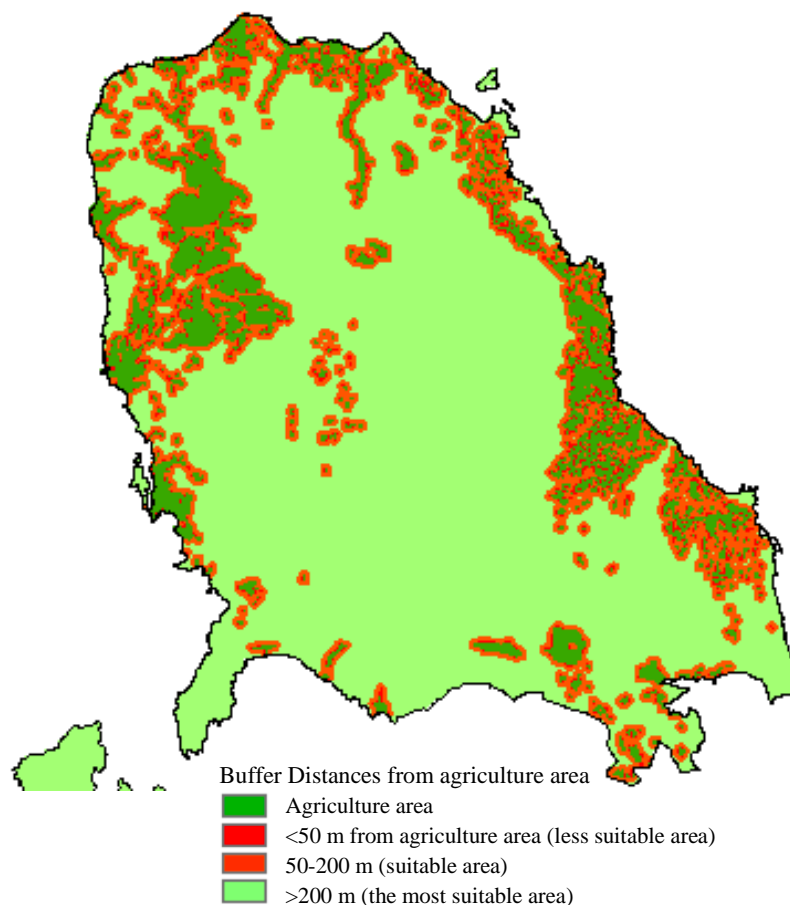 Buffer Distances from agriculture area
Agriculture area
<50 m from agriculture area (less suitable area)
50-200 m (suitable area)
>200 m (the most suitable area)